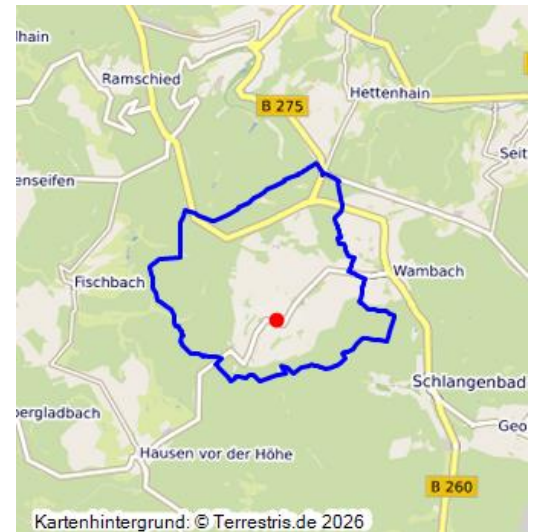 lhain
Ramschied
B 275
Hettenhain
Seit
enseifen
Fischbach
Wambach
Schlangenbad
ergladbach
Geo
Hausen vor der Höhe
B 260
Kartenhintergrund: © Terrestris.de 2026